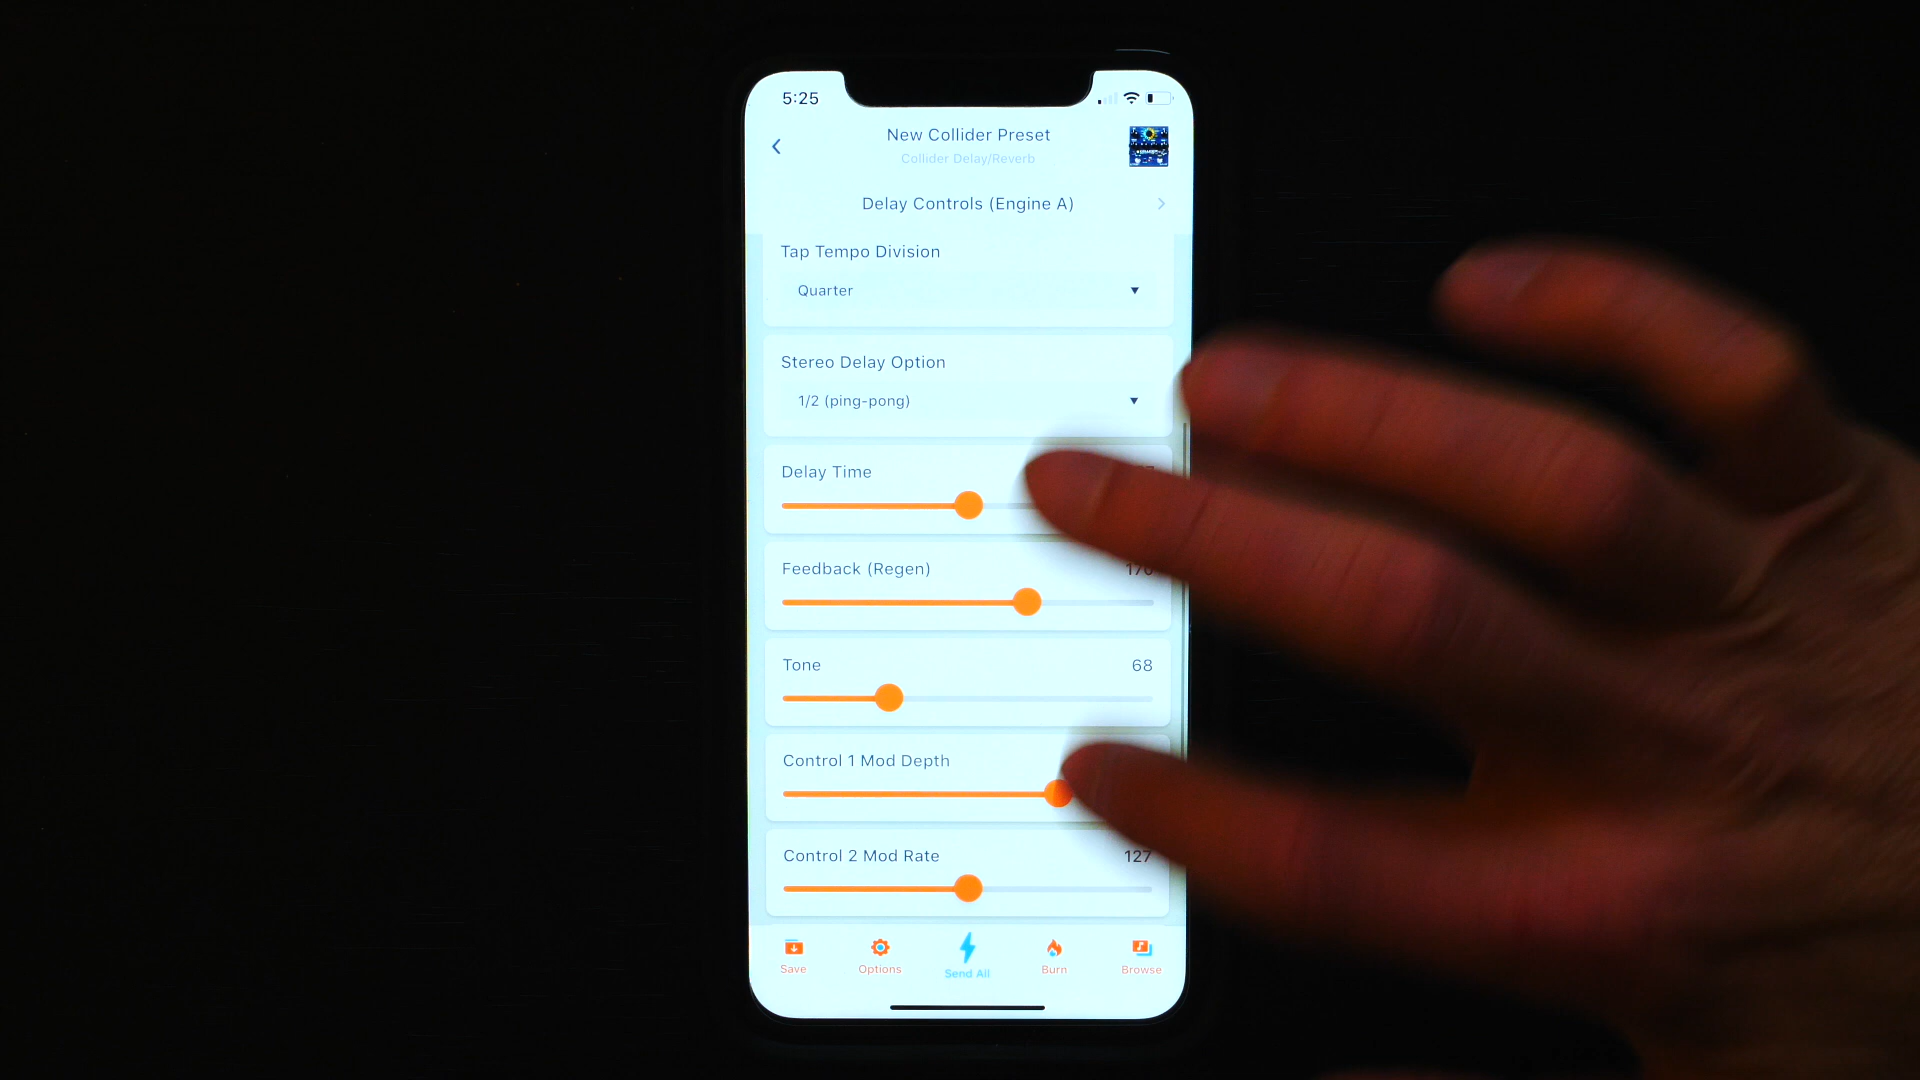 5:25
New Collider Preset
Collider Delay/Reverb
Delay Controls (Engine A)
Tap Tempo Division
Quarter
Stereo Delay Option
1/2 (ping-pong)
Delay Time
Feedback (Regen)
Tone 68
Control 1 Mod Depth
Control 2 Mod Rate 127
Save Options Send All Burn Browse